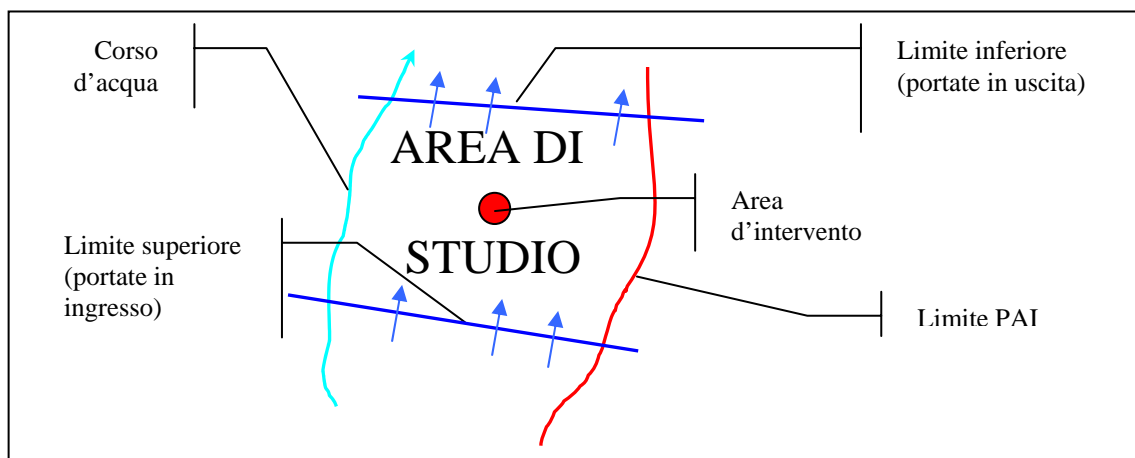 Corso
d'acqua
Limite inferiore
(portate in uscita)
AREA DI
Area
d'intervento
STUDIO
Limite superiore
(portate in
ingresso)
Limite PAI